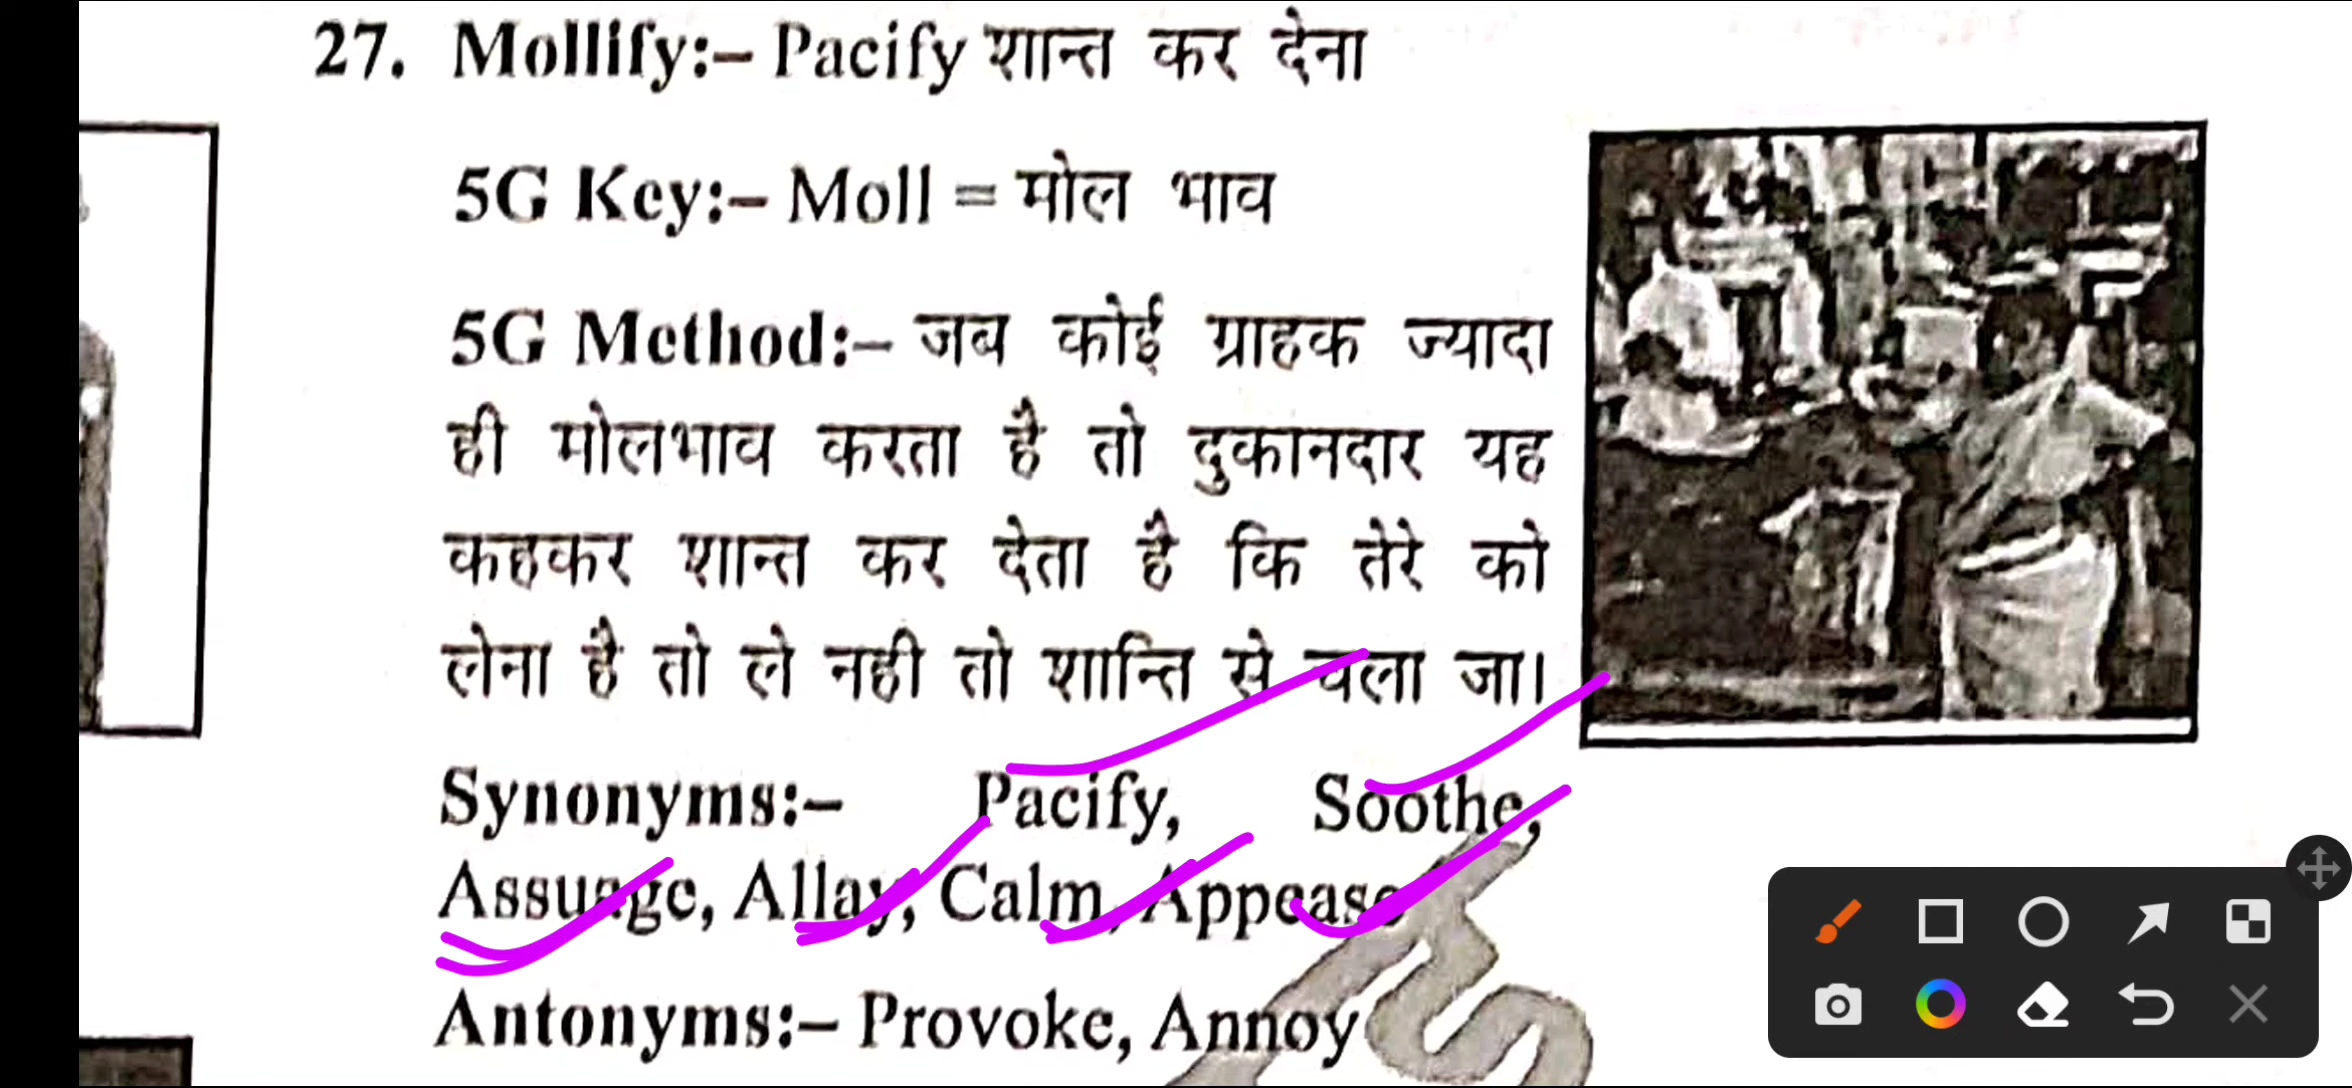 27. Mollify:– Pacify शान्त कर देना
5G Key:– Moll = मोल भाव
5G Method:– जब कोई ग्राहक ज्यादा
ही मोलभाव करता है तो दुकानदार यह
कहकर शान्त कर देता है कि तेरे को
लेना है तो ले नही तो शान्ति से चला जा।
Synonyms:– Pacify, Soothe,
Assuage, Allay, Calm, Appease
Antonyms:– Provoke, Annoy